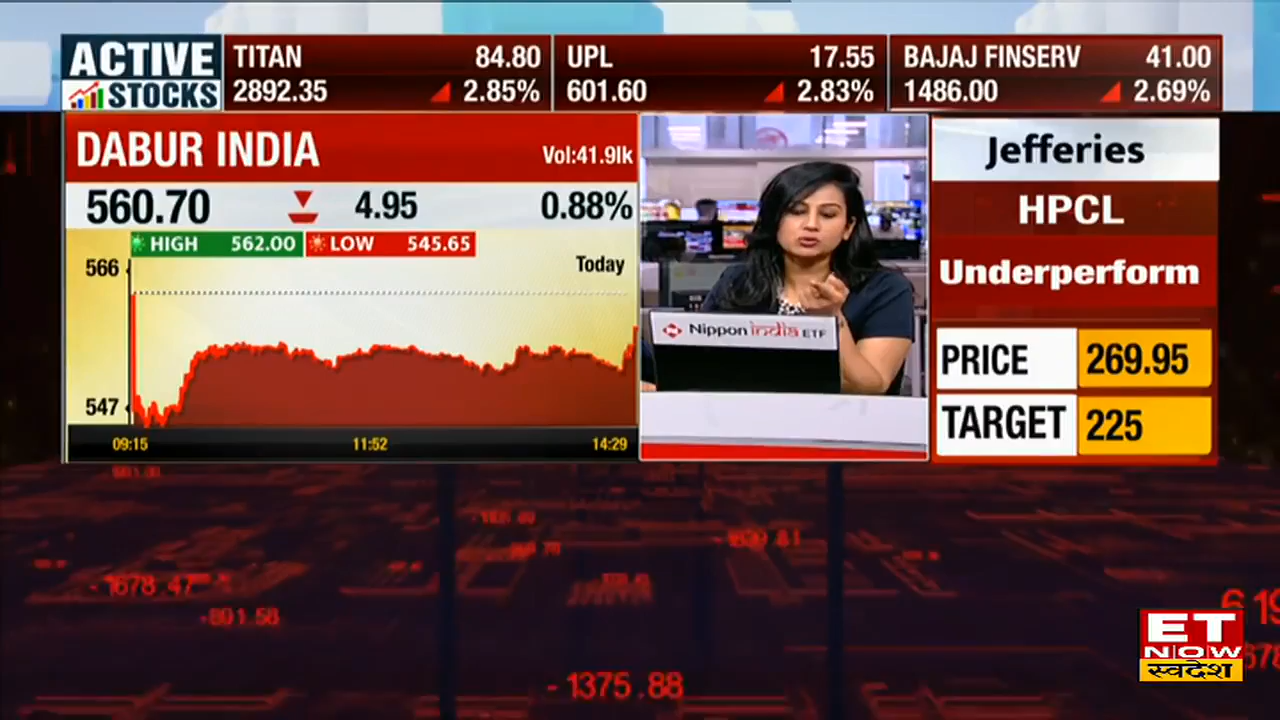 ACTIVE
STOCKS
TITAN 84.80
2892.35 2.85%
UPL 17.55
601.60 2.83%
BAJAJ FINSERV 41.00
1486.00 2.69%
DABUR INDIA Vol:41.9lk
560.70 4.95 0.88%
HIGH 562.00 LOW 545.65
566 Today
547
09:15 11:52 14:29
Nippon india ETF
Jefferies
HPCL
Underperform
PRICE 269.95
TARGET 225
-1678.47
-801.58
-1375.88
ET
NOW
स्वदेश